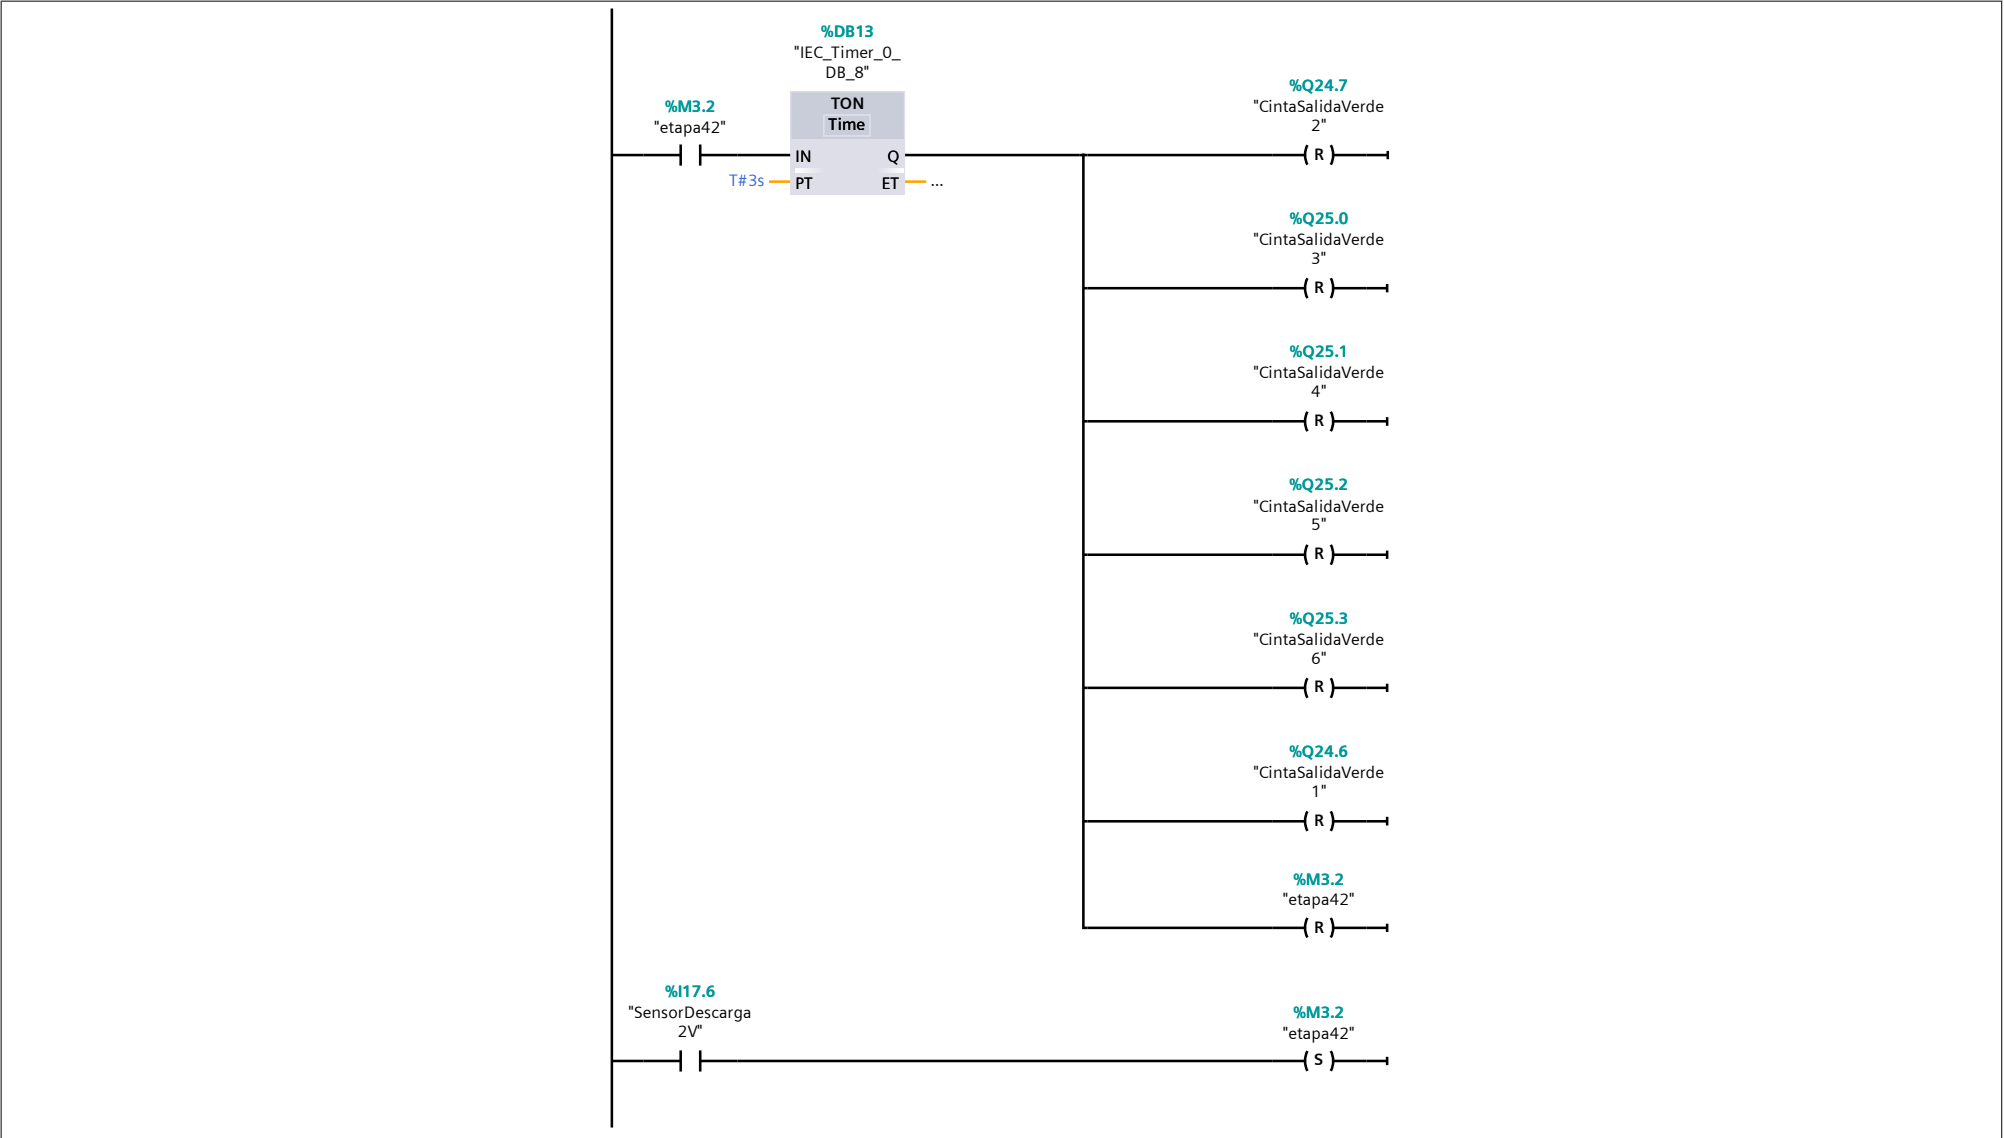 %DB13
"IEC_Timer_0_
DB_8"
%M3.2
"etapa42"
TON
Time
IN
Q
T#3s
PT
ET
...
%Q24.7
"CintaSalidaVerde
2"
( R )
%Q25.0
"CintaSalidaVerde
3"
( R )
%Q25.1
"CintaSalidaVerde
4"
( R )
%Q25.2
"CintaSalidaVerde
5"
( R )
%Q25.3
"CintaSalidaVerde
6"
( R )
%Q24.6
"CintaSalidaVerde
1"
( R )
%M3.2
"etapa42"
( R )
%I17.6
"SensorDescarga
2V"
%M3.2
"etapa42"
( S )